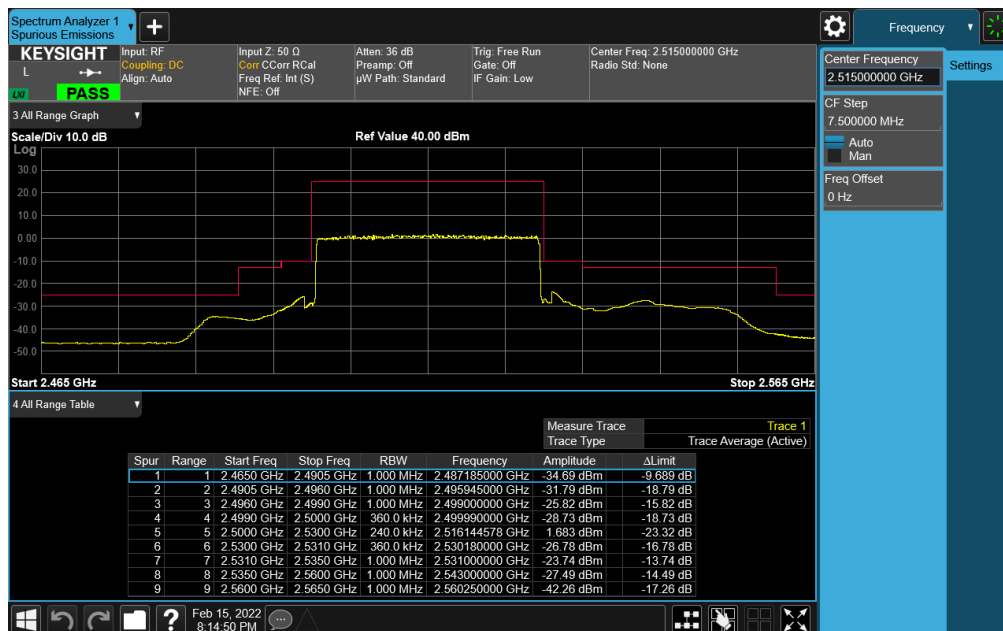 Spectrum Analyzer 1
Spurious Emissions
Frequency
KEYSIGHT
L
LXI
PASS
Input: RF
Coupling: DC
Align: Auto
Input Z: 50 Ω
Corr CCorr RCal
Freq Ref: Int (S)
NFE: Off
Atten: 36 dB
Preamp: Off
µW Path: Standard
Trig: Free Run
Gate: Off
IF Gain: Low
Center Freq: 2.515000000 GHz
Radio Std: None
Center Frequency
2.515000000 GHz
Settings
CF Step
7.500000 MHz
Auto
Man
Freq Offset
0 Hz
3 All Range Graph
Scale/Div 10.0 dB
Ref Value 40.00 dBm
Log
30.0
20.0
10.0
0.00
-10.0
-20.0
-30.0
-40.0
-50.0
Start 2.465 GHz
Stop 2.565 GHz
4 All Range Table
Measure Trace Trace 1
Trace Type Trace Average (Active)
Spur Range Start Freq Stop Freq RBW Frequency Amplitude ΔLimit
1 1 2.4650 GHz 2.4905 GHz 1.000 MHz 2.487185000 GHz -34.69 dBm -9.689 dB
2 2 2.4905 GHz 2.4960 GHz 1.000 MHz 2.495945000 GHz -31.79 dBm -18.79 dB
3 3 2.4960 GHz 2.4990 GHz 1.000 MHz 2.499000000 GHz -25.82 dBm -15.82 dB
4 4 2.4990 GHz 2.5000 GHz 360.0 kHz 2.499990000 GHz -28.73 dBm -18.73 dB
5 5 2.5000 GHz 2.5300 GHz 240.0 kHz 2.516144578 GHz 1.683 dBm -23.32 dB
6 6 2.5300 GHz 2.5310 GHz 360.0 kHz 2.530180000 GHz -26.78 dBm -16.78 dB
7 7 2.5310 GHz 2.5350 GHz 1.000 MHz 2.531000000 GHz -23.74 dBm -13.74 dB
8 8 2.5350 GHz 2.5600 GHz 1.000 MHz 2.543000000 GHz -27.49 dBm -14.49 dB
9 9 2.5600 GHz 2.5650 GHz 1.000 MHz 2.560250000 GHz -42.26 dBm -17.26 dB
Feb 15, 2022
8:14:50 PM